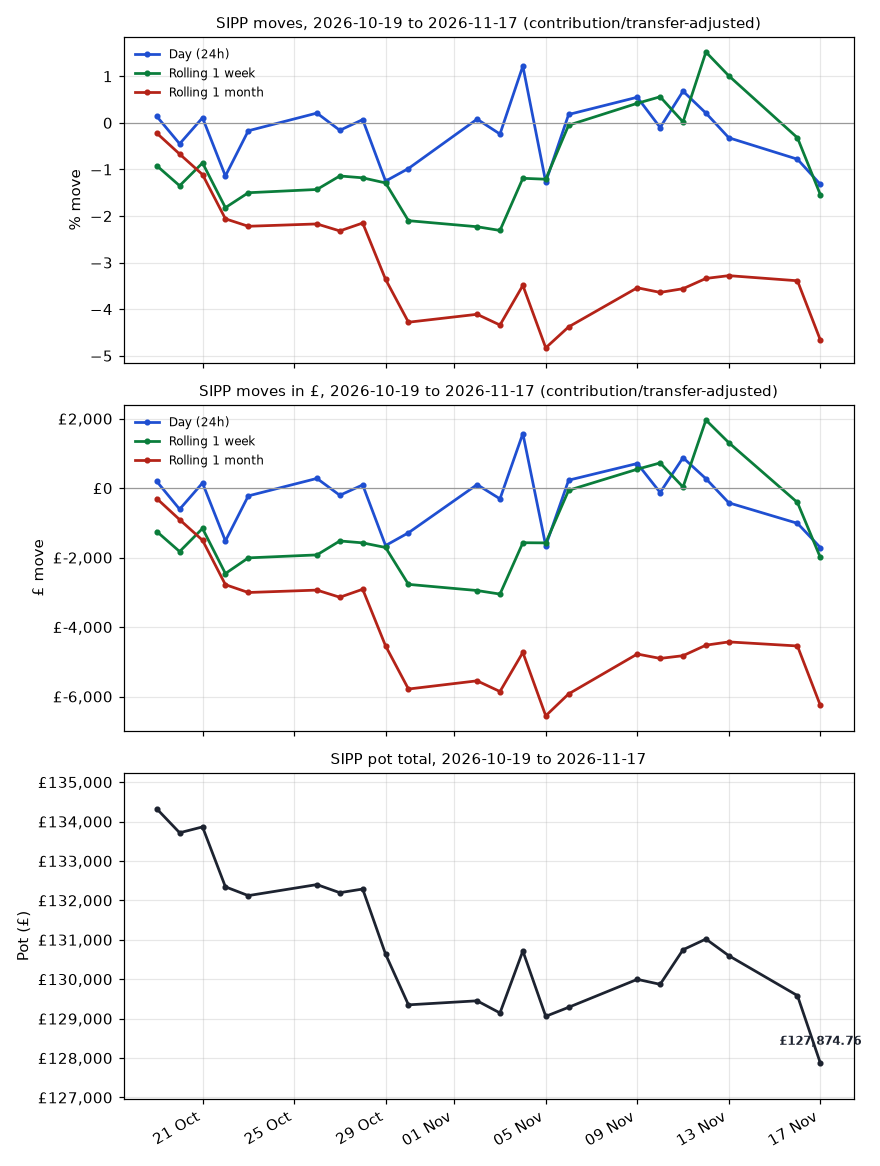 SIPP moves, 2026-10-19 to 2026-11-17 (contribution/transfer-adjusted)
Day (24h)
Rolling 1 week
Rolling 1 month
% move
1
0
−1
−2
−3
−4
−5
SIPP moves in £, 2026-10-19 to 2026-11-17 (contribution/transfer-adjusted)
Day (24h)
Rolling 1 week
Rolling 1 month
£ move
£2,000
£0
£-2,000
£-4,000
£-6,000
SIPP pot total, 2026-10-19 to 2026-11-17
Pot (£)
£135,000
£134,000
£133,000
£132,000
£131,000
£130,000
£129,000
£128,000
£127,000
£127,874.76
21 Oct
25 Oct
29 Oct
01 Nov
05 Nov
09 Nov
13 Nov
17 Nov